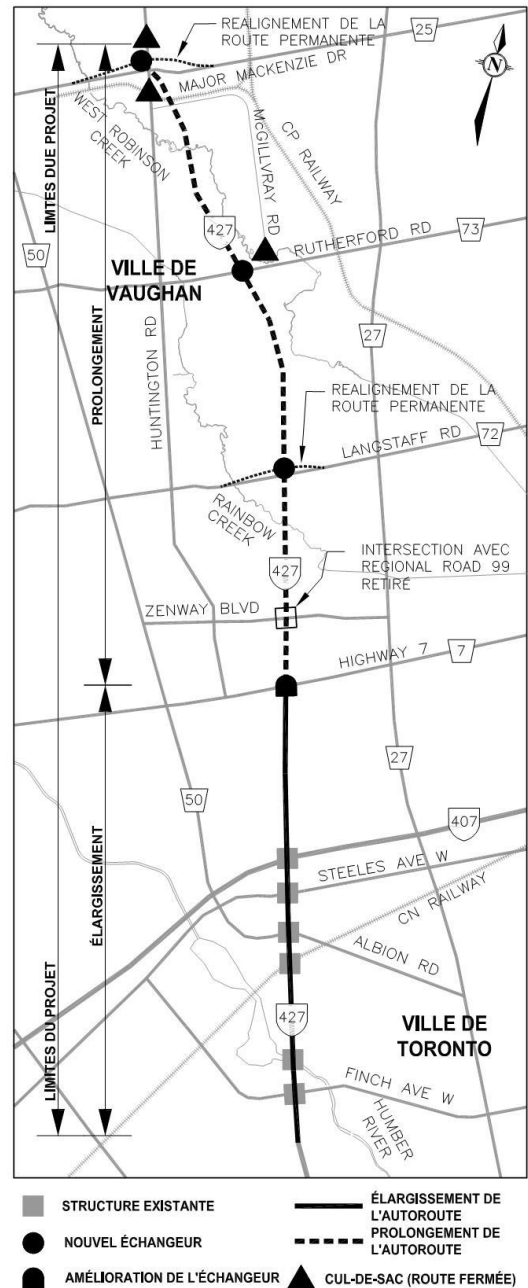 REALIGNEMENT DE LA
ROUTE PERMANENTE
25
N
MAJOR MACKENZIE DR
WEST ROBINSON
CREEK
McGILLVRAY RD
CP RAILWAY
LIMTES DUE PROJET
427
RUTHERFORD RD
73
50
VILLE DE
VAUGHAN
27
PROLONGEMENT
HUNTINGTON RD
REALIGNEMENT DE LA
ROUTE PERMANENTE
LANGSTAFF RD
72
RAINBOW
CREEK
INTERSECTION AVEC
REGIONAL ROAD 99
RETIRÉ
427
ZENWAY BLVD
HIGHWAY 7
7
27
50
407
ÉLARGISSEMENT
STEELES AVE W
CN RAILWAY
ALBION RD
427
VILLE DE
TORONTO
LIMITES DU PROJET
FINCH AVE W
HUMBER
RIVER
STRUCTURE EXISTANTE
ÉLARGISSEMENT DE
L'AUTOROUTE
NOUVEL ÉCHANGEUR
PROLONGEMENT DE
L'AUTOROUTE
AMÉLIORATION DE L'ÉCHANGEUR
CUL-DE-SAC (ROUTE FERMÉE)